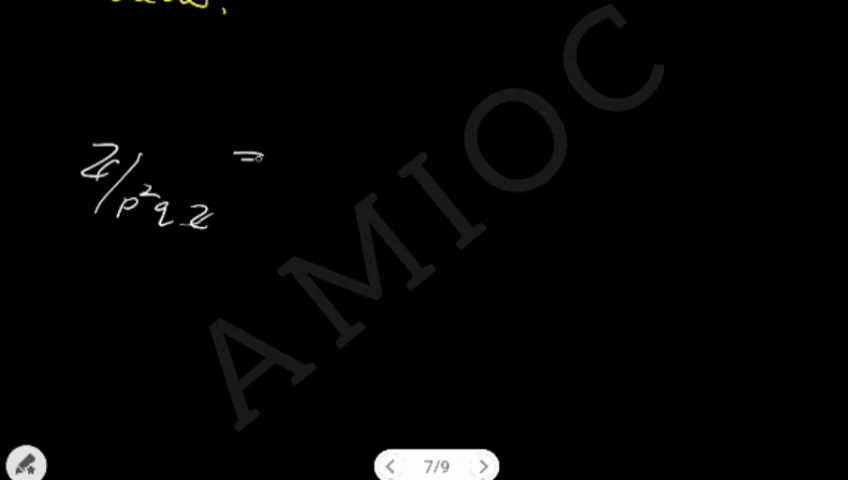 ℤ/p²qℤ =
AMIOC
7/9